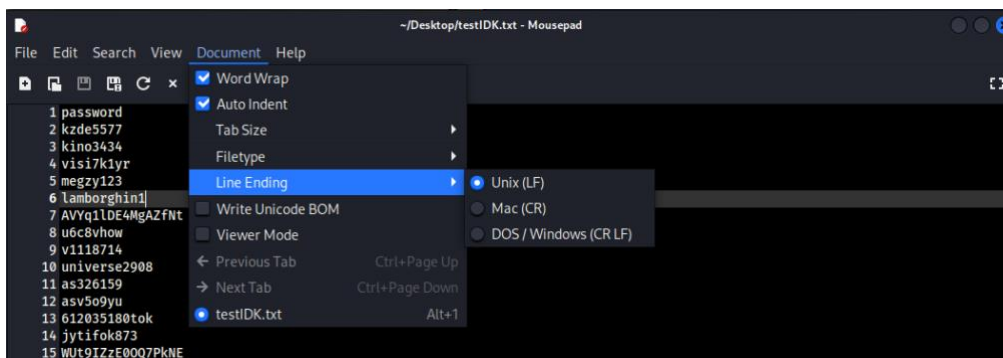 ~/Desktop/testIDK.txt - Mousepad
File Edit Search View Document Help
Word Wrap
Auto Indent
Tab Size
Filetype
Line Ending
Write Unicode BOM
Viewer Mode
Previous Tab Ctrl+Page Up
Next Tab Ctrl+Page Down
testIDK.txt Alt+1
Unix (LF)
Mac (CR)
DOS / Windows (CR LF)
1 password
2 kzde5577
3 kino3434
4 visi7k1yr
5 megzy123
6 lamborghin1
7 AVYq1lDE4MgAZfNt
8 u6c8vhow
9 v1118714
10 universe2908
11 as326159
12 asv5o9yu
13 612035180tok
14 jytifok873
15 WUt9IZzE0OQ7PkNE